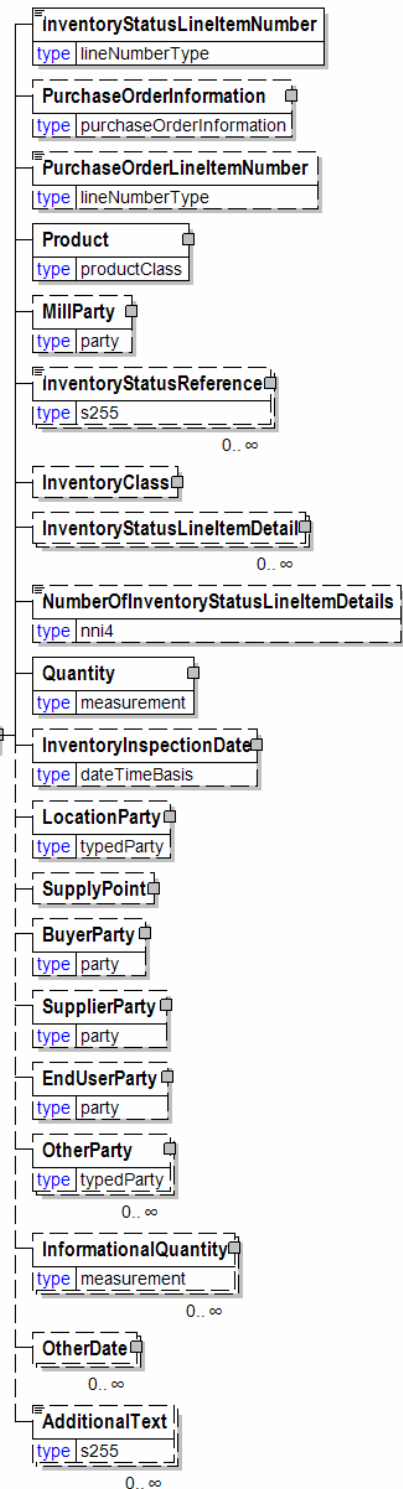 InventoryStatusLineItemNumber
type lineNumberType
PurchaseOrderInformation
type purchaseOrderInformation
PurchaseOrderLineItemNumber
type lineNumberType
Product
type productClass
MillParty
type party
InventoryStatusReference
type s255
0.. ∞
InventoryClass
InventoryStatusLineItemDetail
0.. ∞
NumberOfInventoryStatusLineItemDetails
type nni4
Quantity
type measurement
InventoryInspectionDate
type dateTimeBasis
LocationParty
type typedParty
SupplyPoint
BuyerParty
type party
SupplierParty
type party
EndUserParty
type party
OtherParty
type typedParty
0.. ∞
InformationalQuantity
type measurement
0.. ∞
OtherDate
0.. ∞
AdditionalText
type s255
0.. ∞